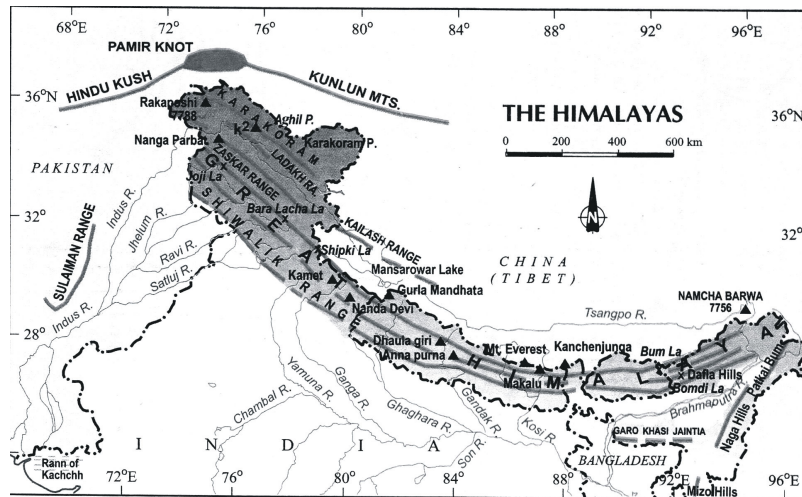 68°E 72° 76° 80° 84° 88° 92° 96°E
PAMIR KNOT
HINDU KUSH
KUNLUN MTS.
36°N
36°N
THE HIMALAYAS
0 200 400 600 km
N
Rakaposhi
7788
KARAKORAM
Aghil P.
K2
Karakoram P.
Nanga Parbat
ZASKAR RANGE
LADAKH RA.
PAKISTAN
Joji La
GREAT HIMALAYA
SHIWALIK RANGE
Bara Lacha La
Indus R.
Jhelum R.
32°N
32°
SULAIMAN RANGE
Ravi R.
Satluj R.
Shipki La
KAILASH RANGE
Mansarowar Lake
CHINA
(TIBET)
Kamet
Gurla Mandhata
Nanda Devi
NAMCHA BARWA
7756
Indus R.
Tsangpo R.
28°N
Dhaula giri
Anna purna
Mt. Everest
Kanchenjunga
Makalu
Bum La
Dafla Hills
Bomdi La
Patkai Bum
Yamuna R.
Ganga R.
Chambal R.
Ghaghara R.
Gandak R.
Kosi R.
Son R.
Brahmaputra R.
Naga Hills
GARO KHASI JAINTIA
INDIA
BANGLADESH
Rann of
Kachchh
Mizo Hills
72°E 76° 80° 84° 88° 92°E 96°E